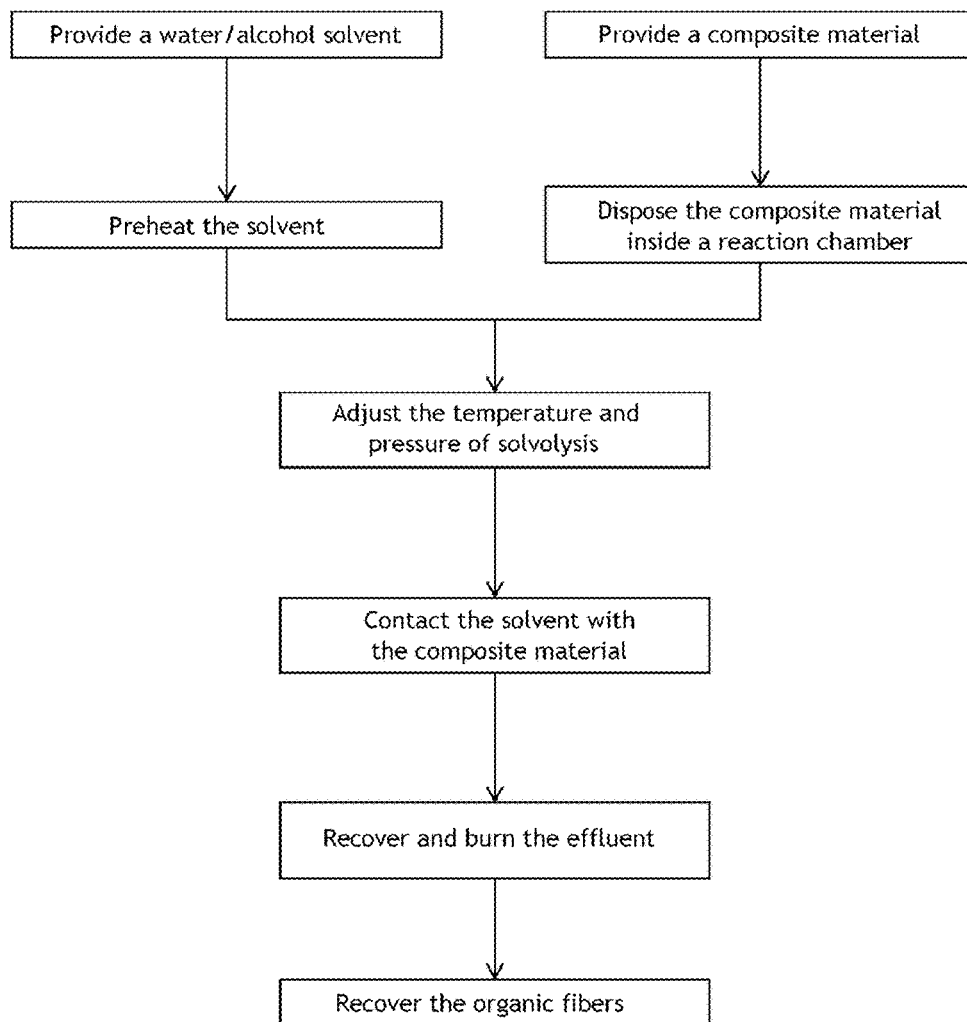 Provide a water/alcohol solvent
Provide a composite material
Preheat the solvent
Dispose the composite material
inside a reaction chamber
Adjust the temperature and
pressure of solvolysis
Contact the solvent with
the composite material
Recover and burn the effluent
Recover the organic fibers